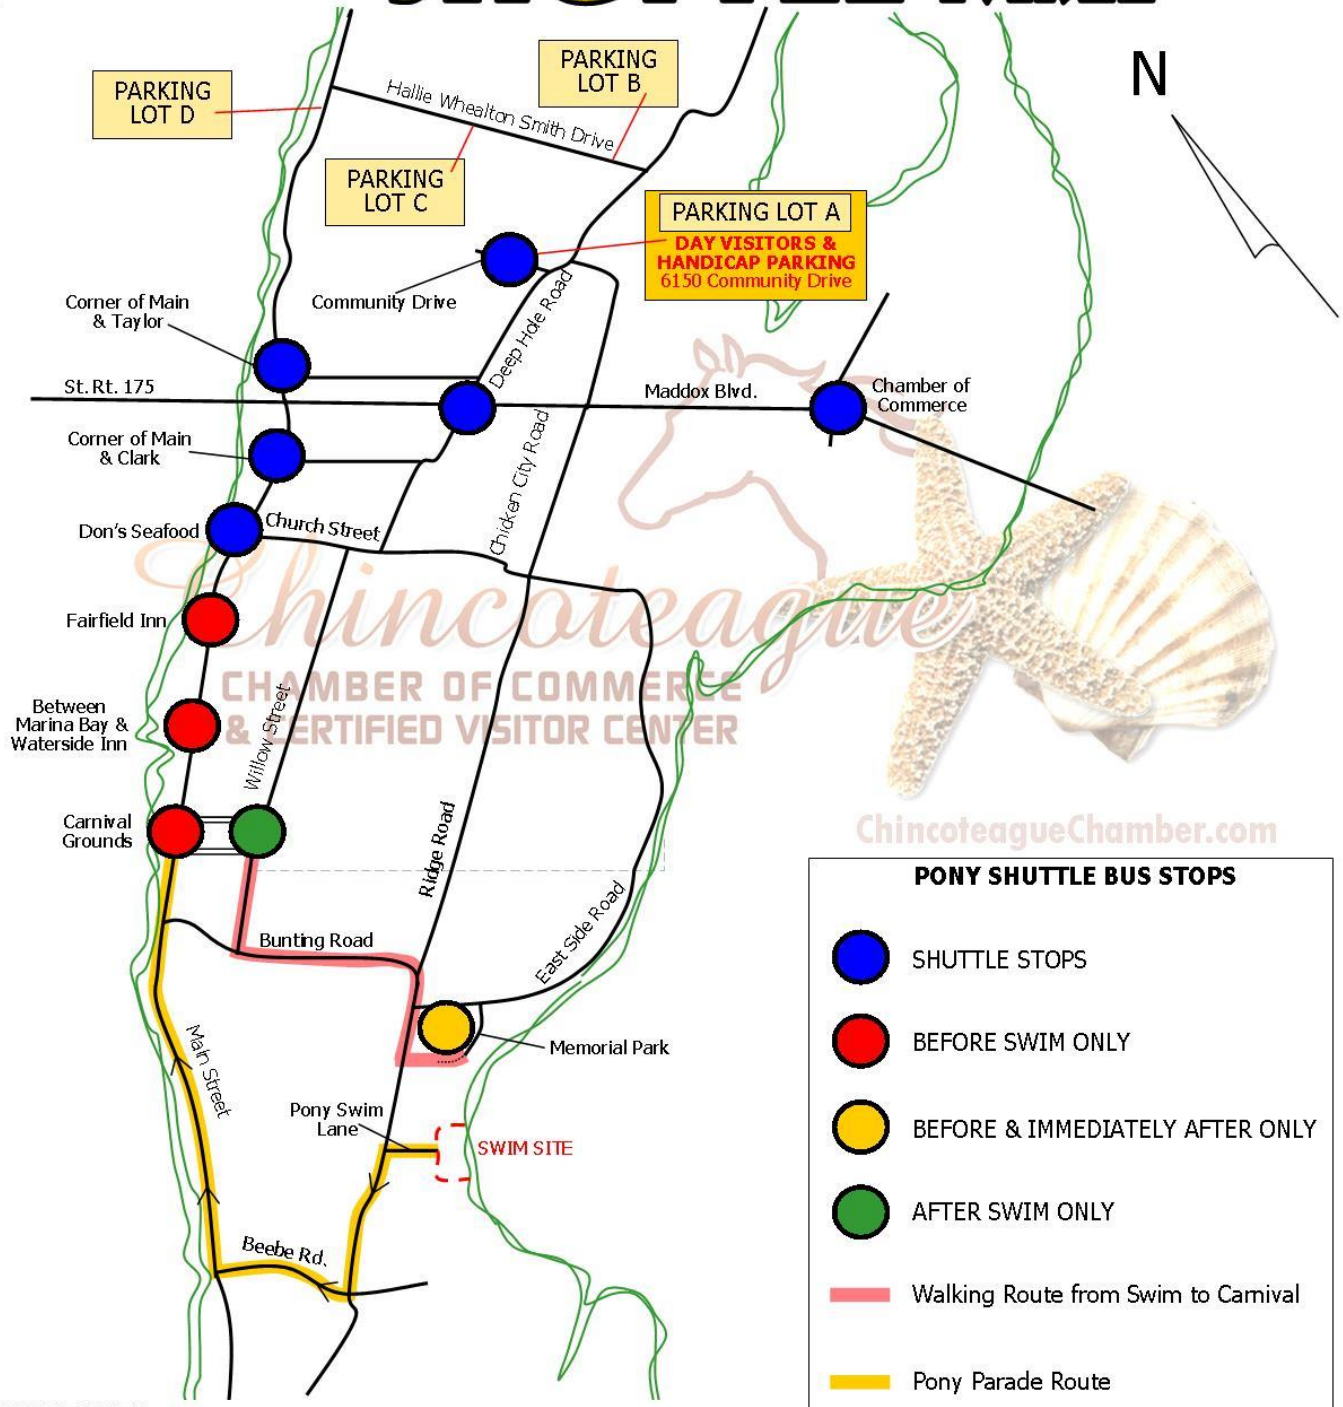 N
PARKING
LOT D
Hallie Whealton Smith Drive
PARKING
LOT B
PARKING
LOT C
PARKING LOT A
DAY VISITORS &
HANDICAP PARKING
6150 Community Drive
Community Drive
Corner of Main
& Taylor
Deep Hole Road
St. Rt. 175
Maddox Blvd.
Chamber of
Commerce
Corner of Main
& Clark
Chicken City Road
Don's Seafood
Church Street
Chincoteague
CHAMBER OF COMMERCE
& CERTIFIED VISITOR CENTER
Fairfield Inn
Between
Marina Bay &
Waterside Inn
Willow Street
Carnival
Grounds
Ridge Road
ChincoteagueChamber.com
Bunting Road
East Side Road
Memorial Park
Main Street
Pony Swim
Lane
SWIM SITE
Beebe Rd.
PONY SHUTTLE BUS STOPS
SHUTTLE STOPS
BEFORE SWIM ONLY
BEFORE & IMMEDIATELY AFTER ONLY
AFTER SWIM ONLY
Walking Route from Swim to Carnival
Pony Parade Route